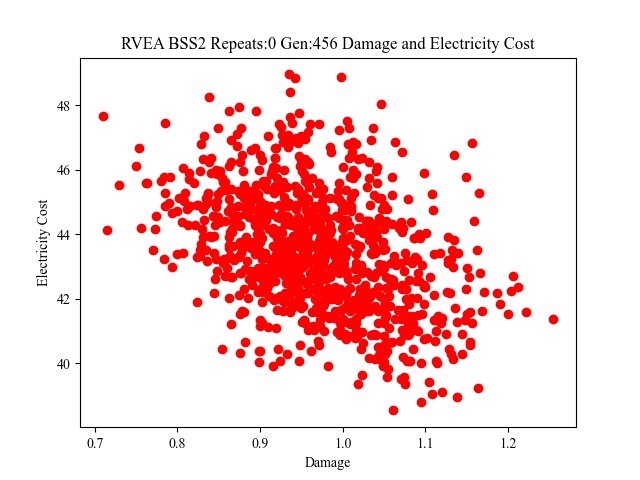 RVEA BSS2 Repeats:0 Gen:456 Damage and Electricity Cost
48
46
44
42
40
Electricity Cost
0.7 0.8 0.9 1.0 1.1 1.2
Damage